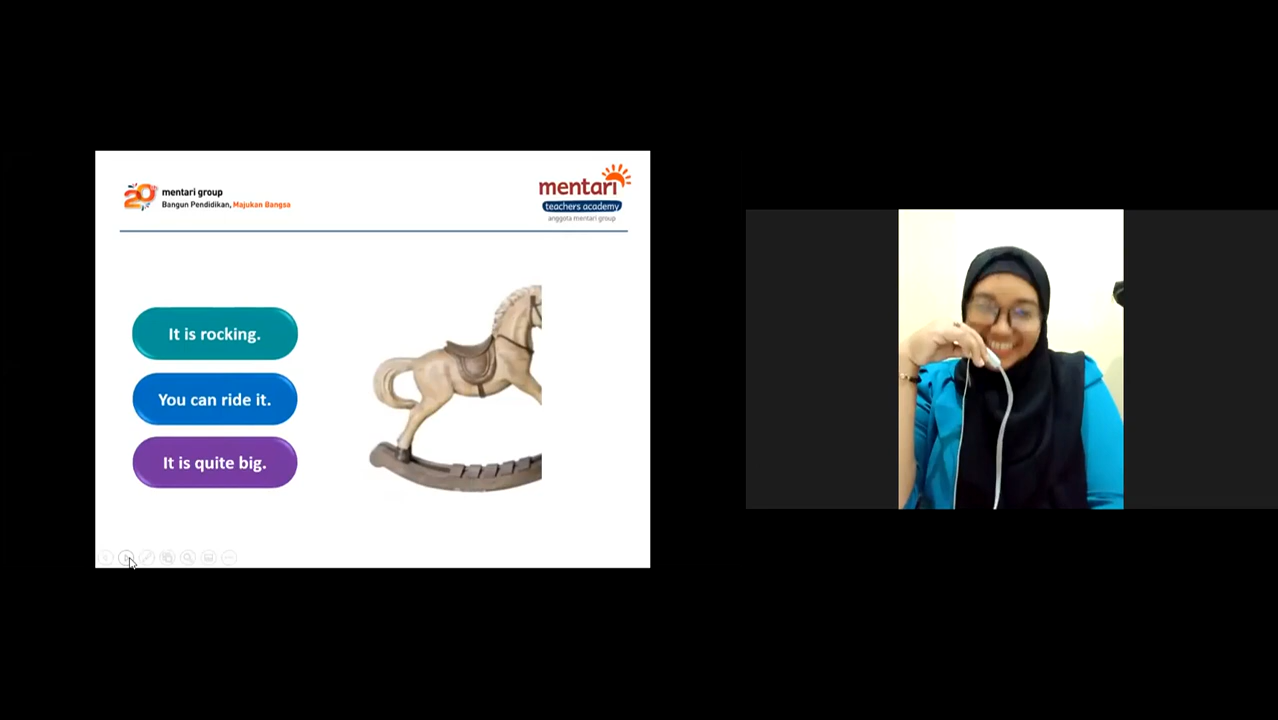 20
mentari group
Bangun Pendidikan, Majukan Bangsa
mentari
teachers academy
anggota mentari group
It is rocking.
You can ride it.
It is quite big.